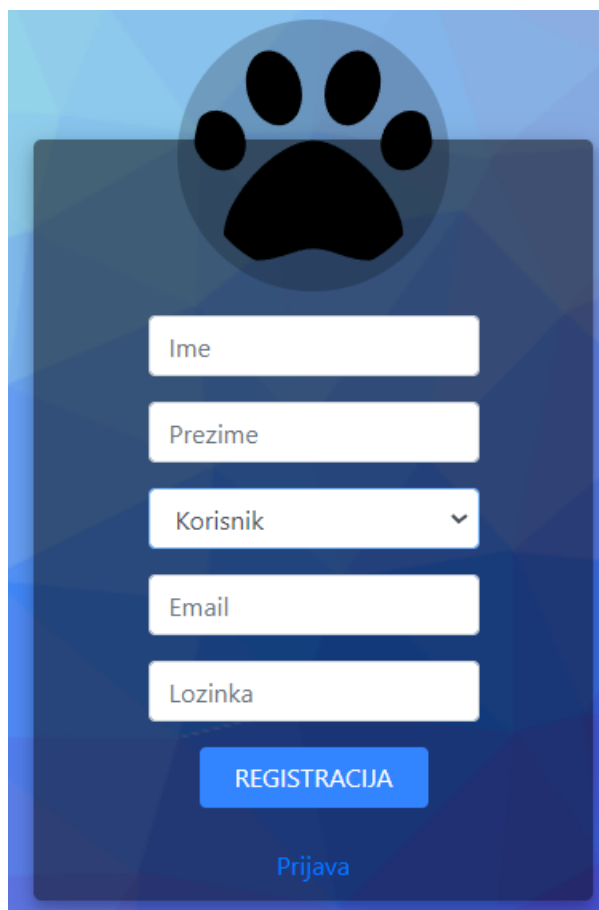 Ime
Prezime
Korisnik
Email
Lozinka
REGISTRACIJA
Prijava